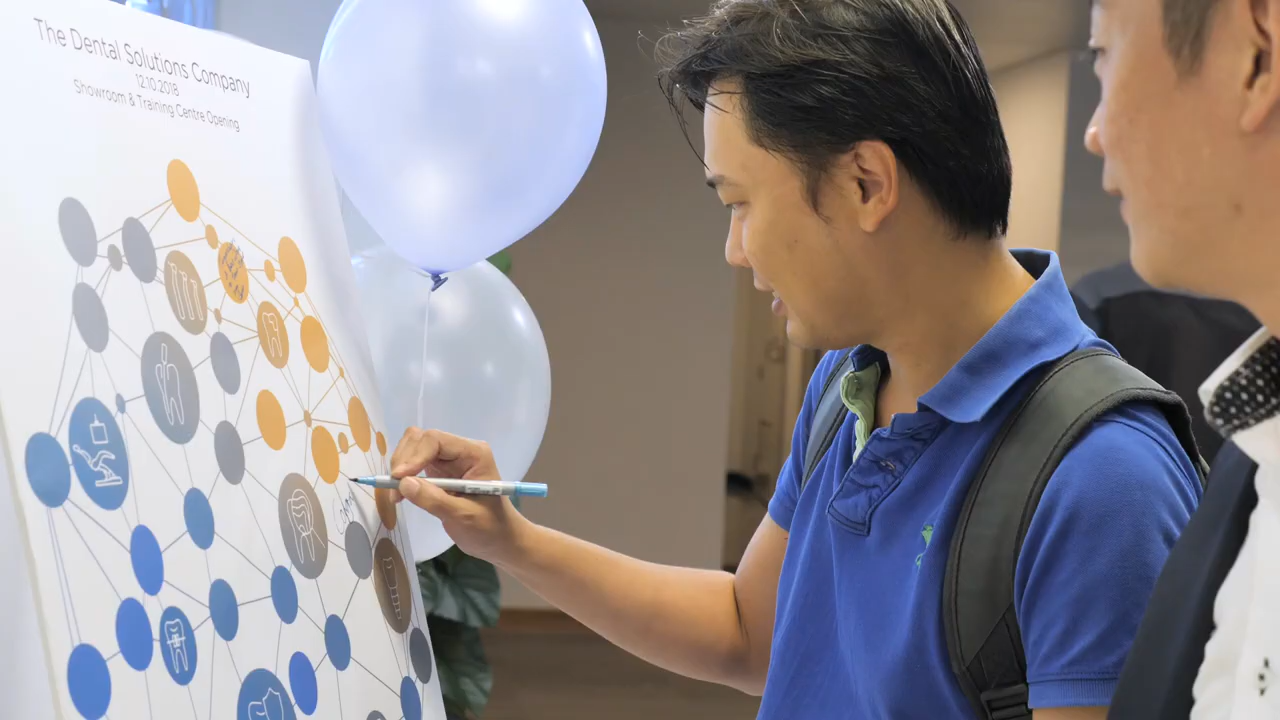 The Dental Solutions Company
12.10.2018
Showroom & Training Centre Opening